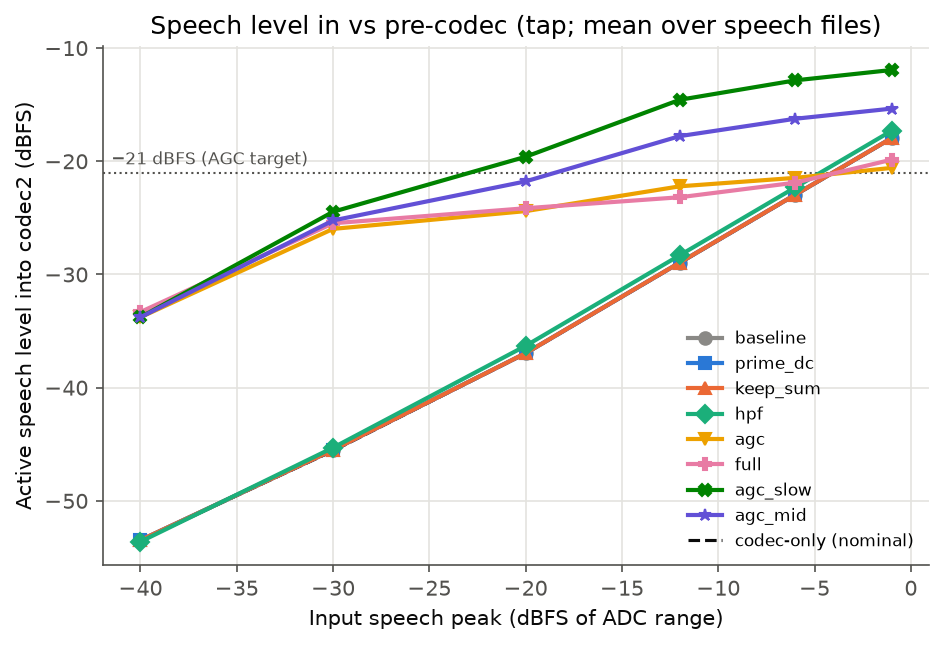 Speech level in vs pre-codec (tap; mean over speech files)
Active speech level into codec2 (dBFS)
−10
−20
−30
−40
−50
−21 dBFS (AGC target)
baseline
prime_dc
keep_sum
hpf
agc
full
agc_slow
agc_mid
codec-only (nominal)
−40 −35 −30 −25 −20 −15 −10 −5 0
Input speech peak (dBFS of ADC range)